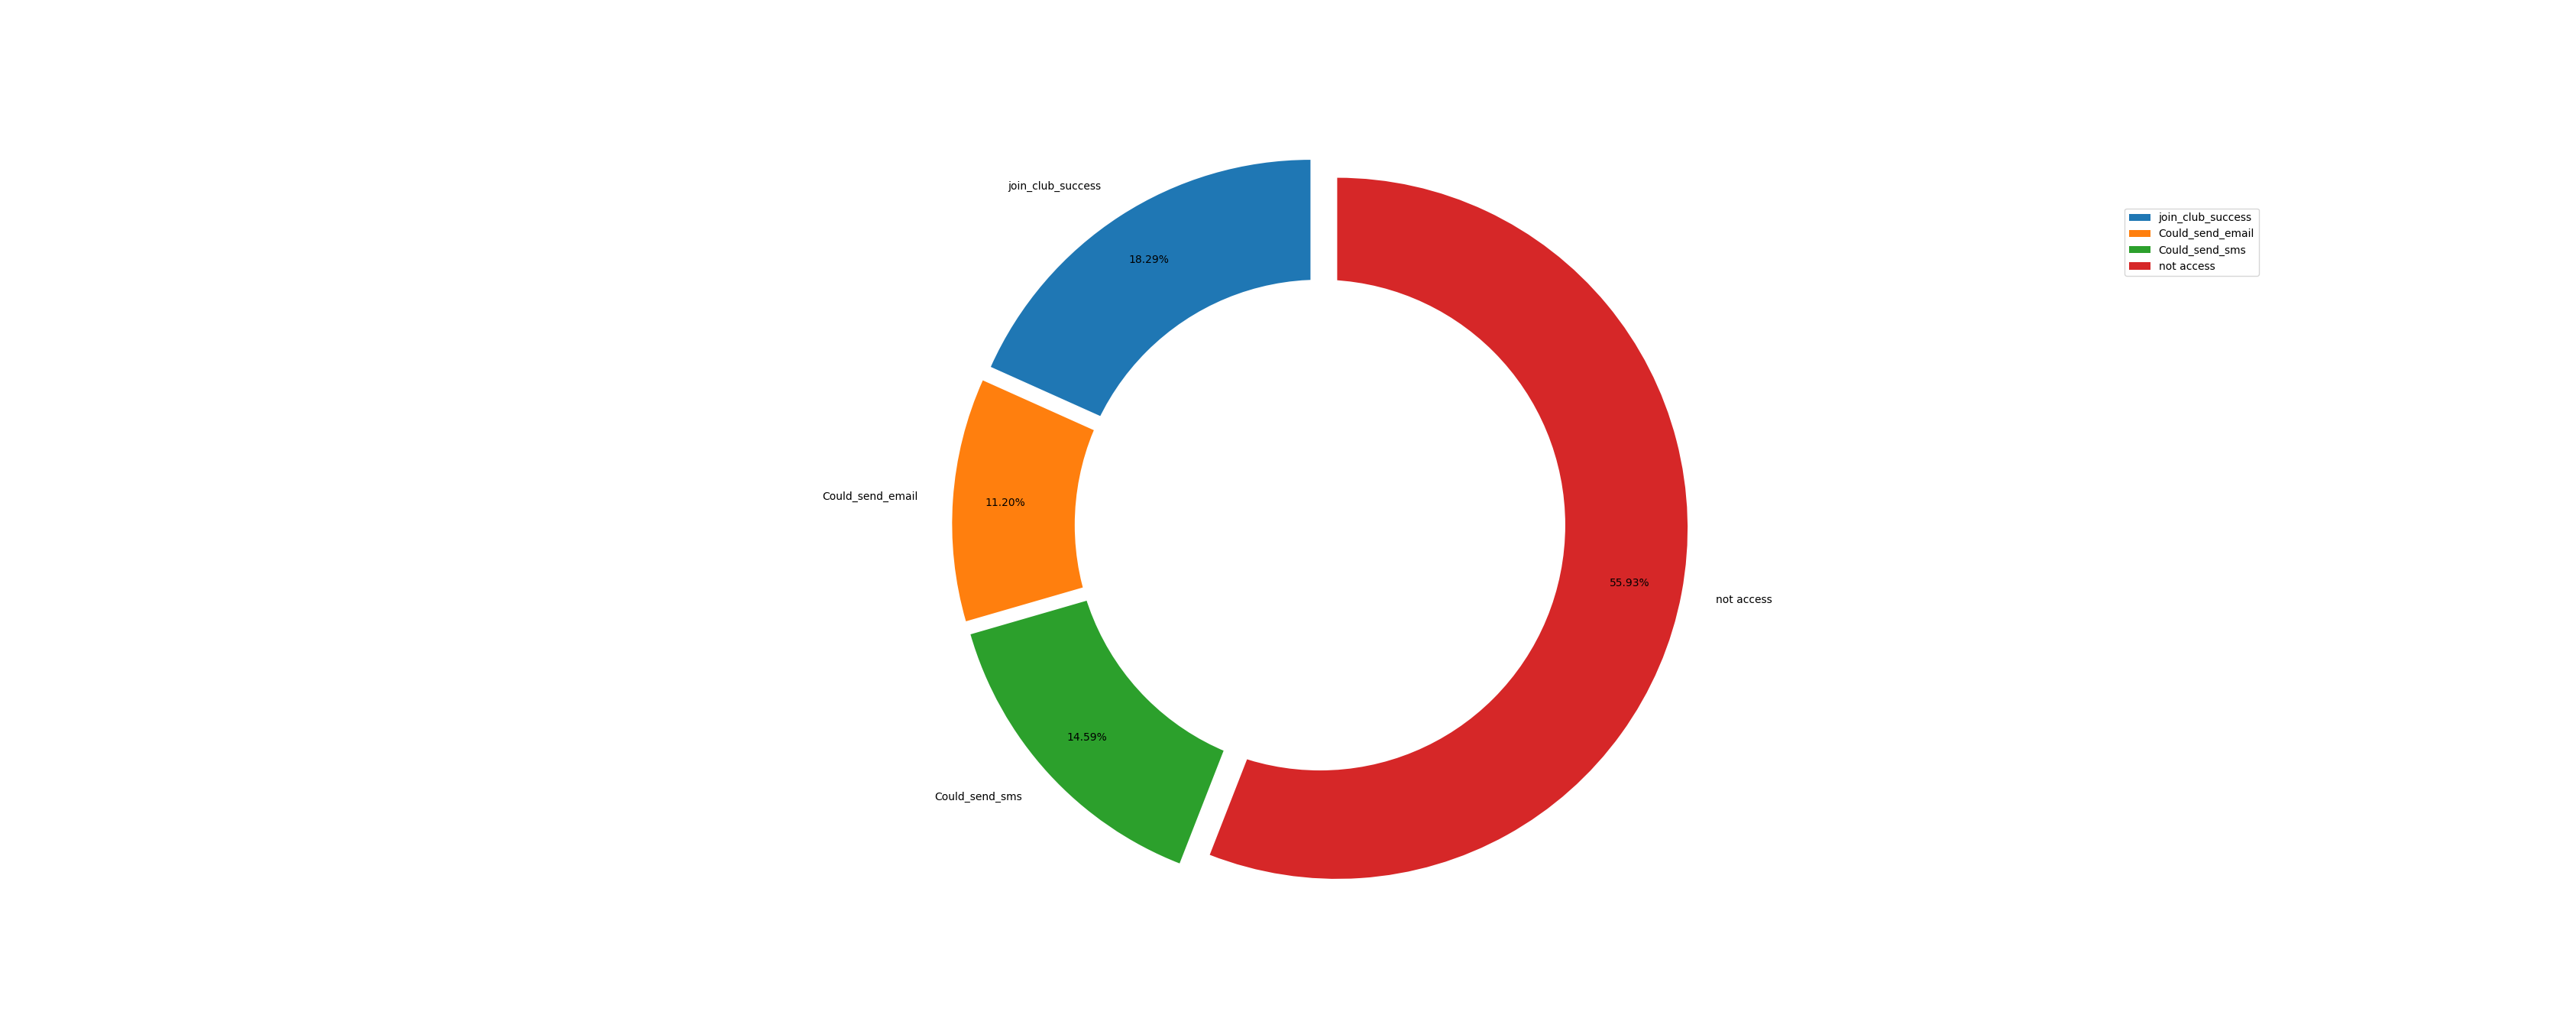 join_club_success
18.29%
Could_send_email
11.20%
Could_send_sms
14.59%
not access
55.93%
join_club_success
Could_send_email
Could_send_sms
not access